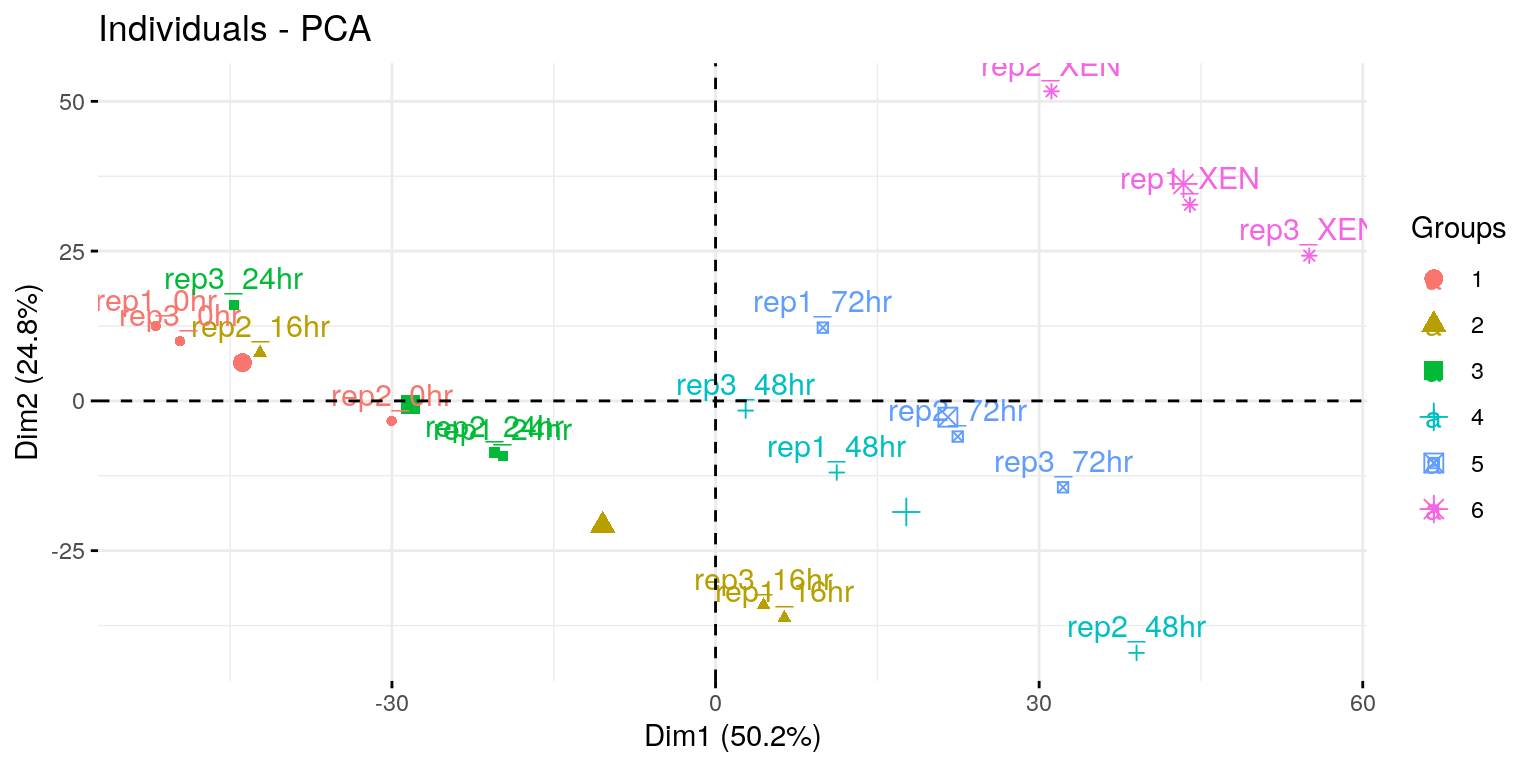 Individuals - PCA
rep2_XEN
50
rep1_XEN
rep3_XEN
Groups
25
rep3_24hr
1
rep1_0hr
rep1_72hr
rep3_0hr
rep2_16hr
2
3
rep3_48hr
rep2_0hr
0
rep2_72hr
4
rep2_24hr
rep1_24hr
rep1_48hr
rep3_72hr
5
6
-25
rep3_16hr
rep1_16hr
rep2_48hr
-30
0
30
60
Dim1 (50.2%)
Dim2 (24.8%)